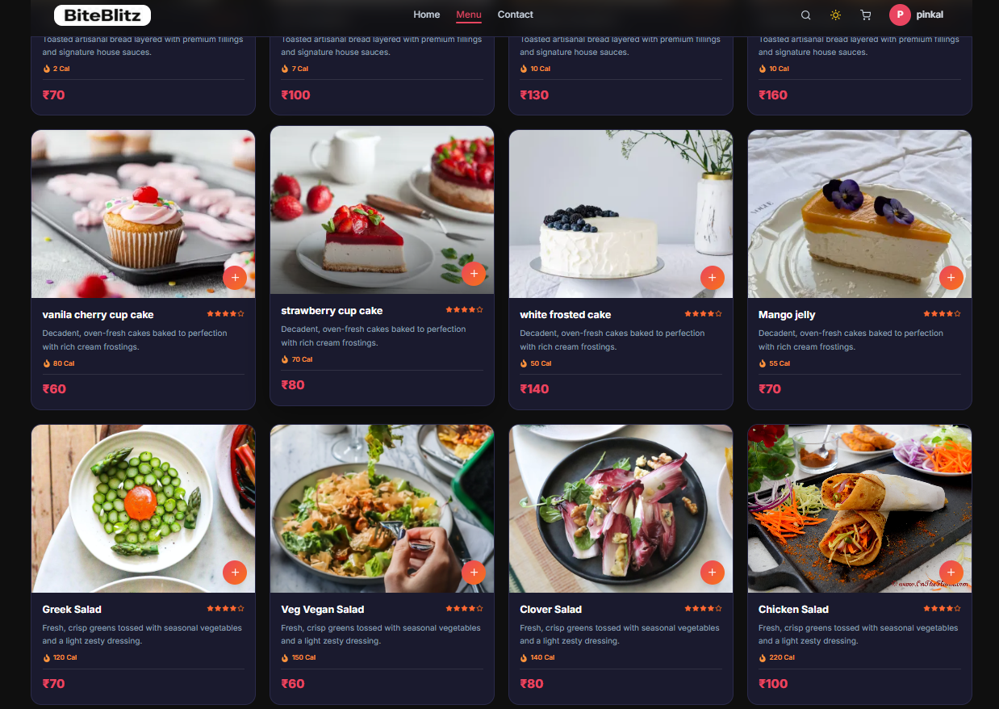 BiteBlitz
Home Menu Contact
P pinkal
Toasted artisanal bread layered with premium fillings
and signature house sauces.
2 Cal
₹70
Toasted artisanal bread layered with premium fillings
and signature house sauces.
7 Cal
₹100
Toasted artisanal bread layered with premium fillings
and signature house sauces.
10 Cal
₹130
Toasted artisanal bread layered with premium fillings
and signature house sauces.
10 Cal
₹160
vanila cherry cup cake
Decadent, oven-fresh cakes baked to perfection
with rich cream frostings.
80 Cal
₹60
strawberry cup cake
Decadent, oven-fresh cakes baked to perfection
with rich cream frostings.
70 Cal
₹80
white frosted cake
Decadent, oven-fresh cakes baked to perfection
with rich cream frostings.
50 Cal
₹140
VOGUE
Mango jelly
Decadent, oven-fresh cakes baked to perfection
with rich cream frostings.
55 Cal
₹70
Greek Salad
Fresh, crisp greens tossed with seasonal vegetables
and a light zesty dressing.
120 Cal
₹70
Veg Vegan Salad
Fresh, crisp greens tossed with seasonal vegetables
and a light zesty dressing.
150 Cal
₹60
Clover Salad
Fresh, crisp greens tossed with seasonal vegetables
and a light zesty dressing.
140 Cal
₹80
Chicken Salad
Fresh, crisp greens tossed with seasonal vegetables
and a light zesty dressing.
220 Cal
₹100